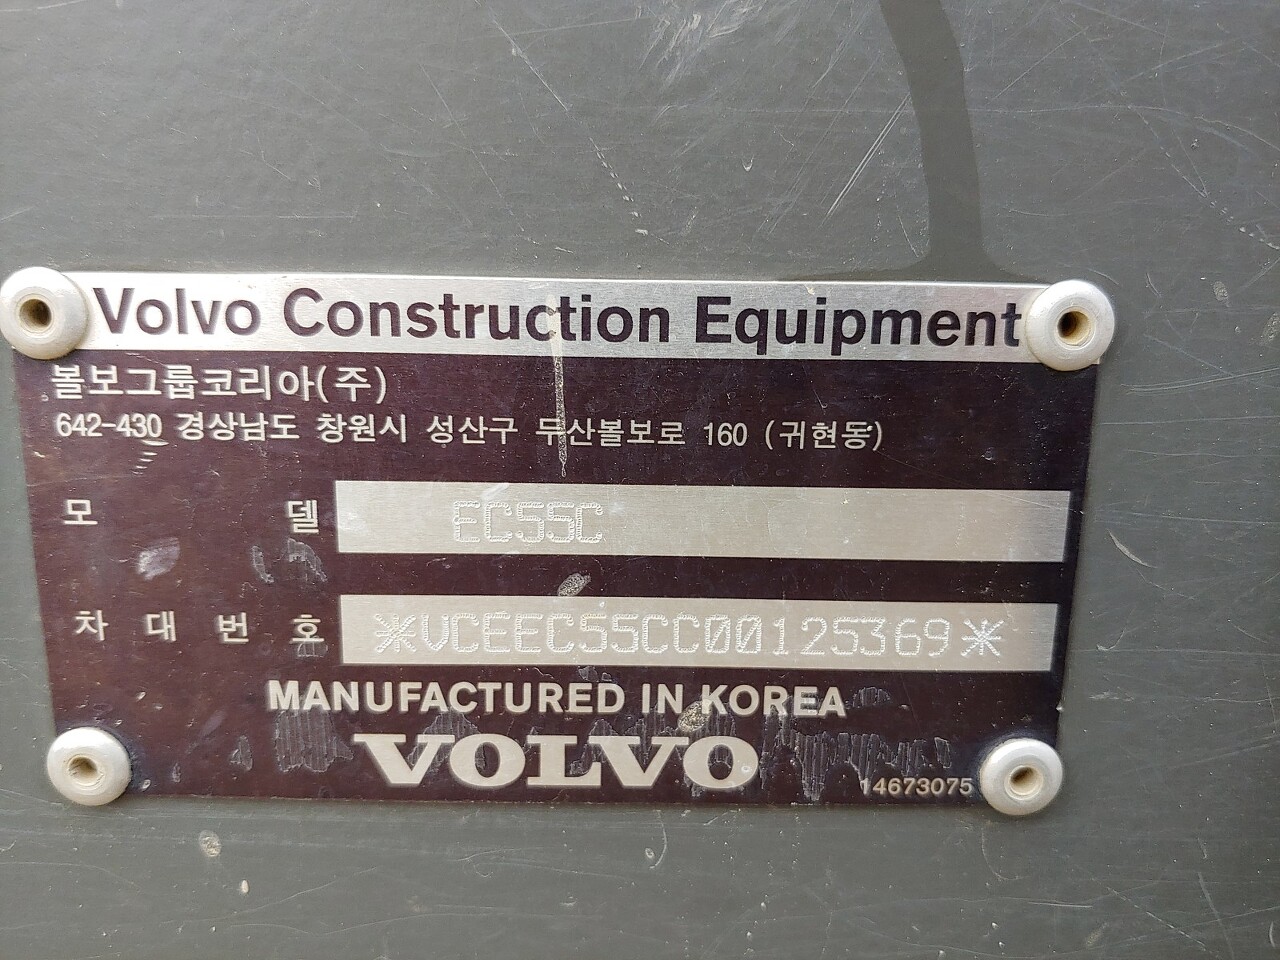 Volvo Construction Equipment
볼보그룹코리아(주)
642-430 경상남도 창원시 성산구 두산볼보로 160 (귀현동)
모 델 EC55C
차 대 번 호 *VCEEC55CC00125369*
MANUFACTURED IN KOREA
VOLVO
14673075